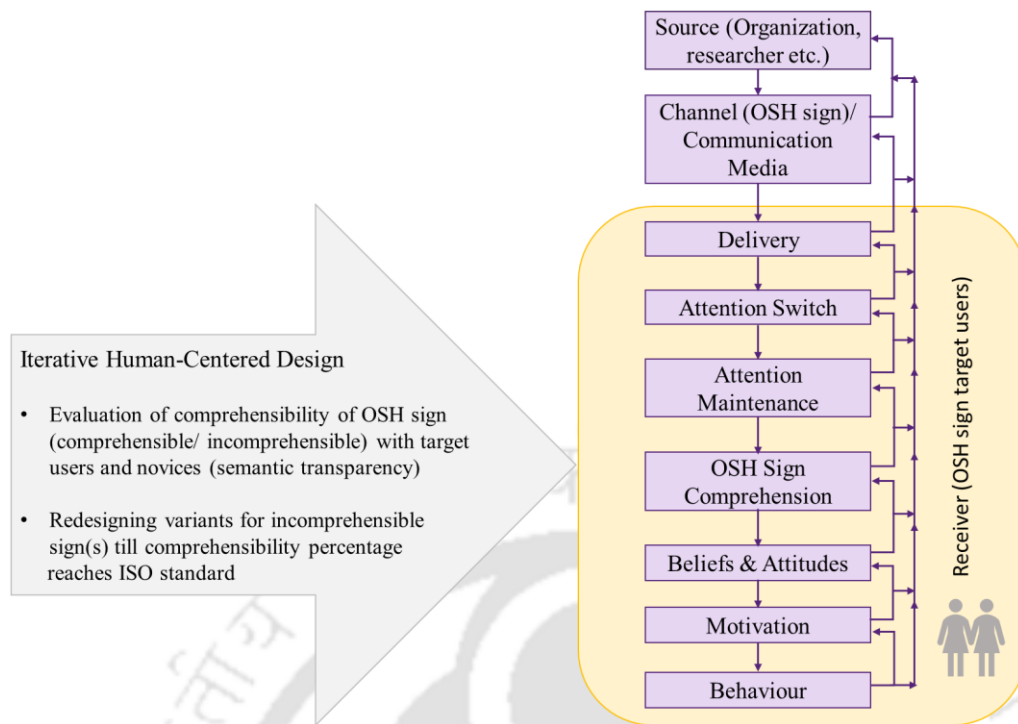 Source (Organization,
researcher etc.)
Channel (OSH sign)/
Communication
Media
Delivery
Attention Switch
Attention
Maintenance
OSH Sign
Comprehension
Beliefs & Attitudes
Motivation
Behaviour
Receiver (OSH sign target users)
Iterative Human-Centered Design
• Evaluation of comprehensibility of OSH sign
(comprehensible/ incomprehensible) with target
users and novices (semantic transparency)
• Redesigning variants for incomprehensible
sign(s) till comprehensibility percentage
reaches ISO standard